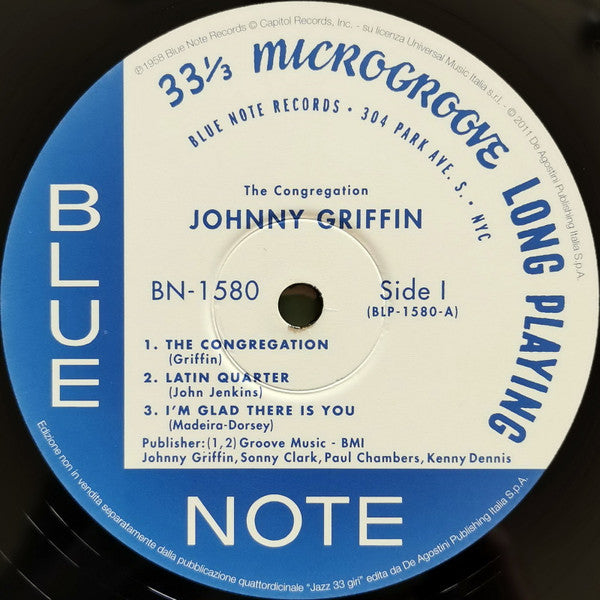 ℗1958 Blue Note Records © Capitol Records, Inc. - su licenza Universal Music Italia s.r.l. - © 2011 De Agostini Publishing Italia S.p.A.
33⅓ MICROGROOVE LONG PLAYING
BLUE NOTE RECORDS • 304 PARK AVE. S. • NYC
The Congregation
JOHNNY GRIFFIN
BN-1580
Side I
(BLP-1580-A)
1. THE CONGREGATION
(Griffin)
2. LATIN QUARTER
(John Jenkins)
3. I'M GLAD THERE IS YOU
(Madeira-Dorsey)
Publisher: (1,2) Groove Music - BMI
Johnny Griffin, Sonny Clark, Paul Chambers, Kenny Dennis
BLUE
NOTE
Edizione non in vendita separatamente dalla pubblicazione quattordicinale "Jazz 33 giri" edita da De Agostini Publishing Italia S.p.A.